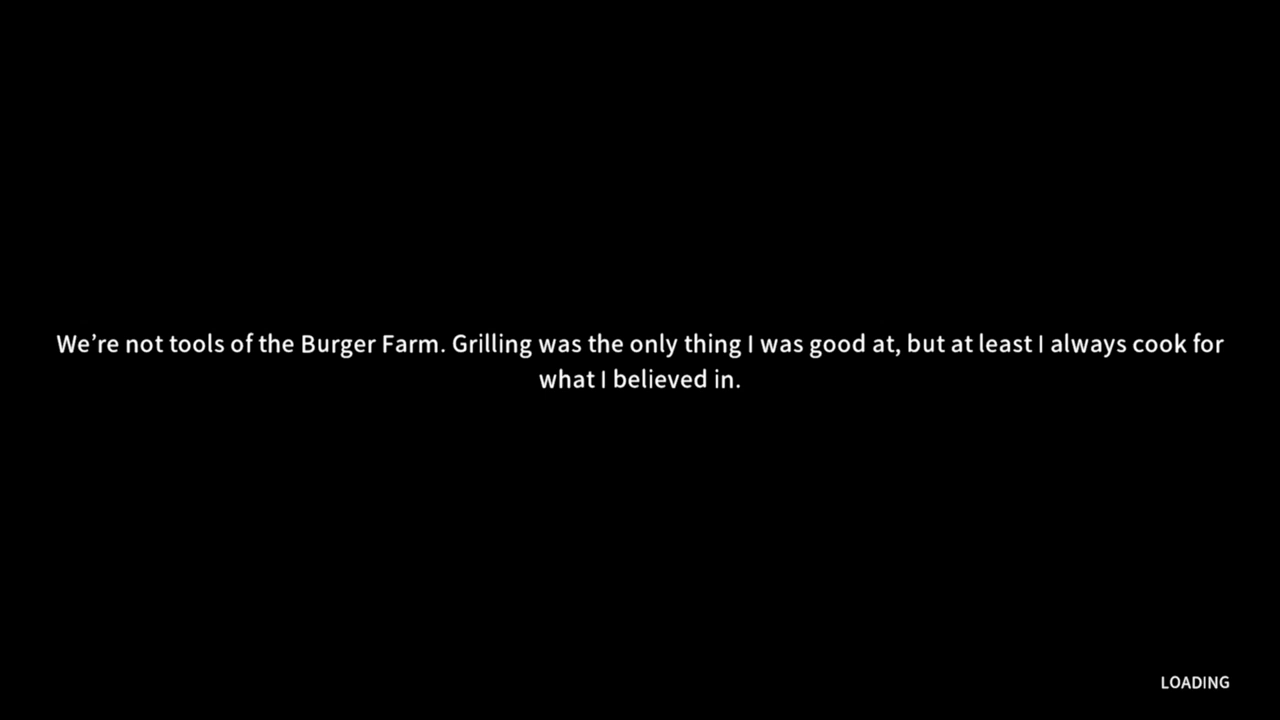 We’re not tools of the Burger Farm. Grilling was the only thing I was good at, but at least I always cook for
what I believed in.
LOADING